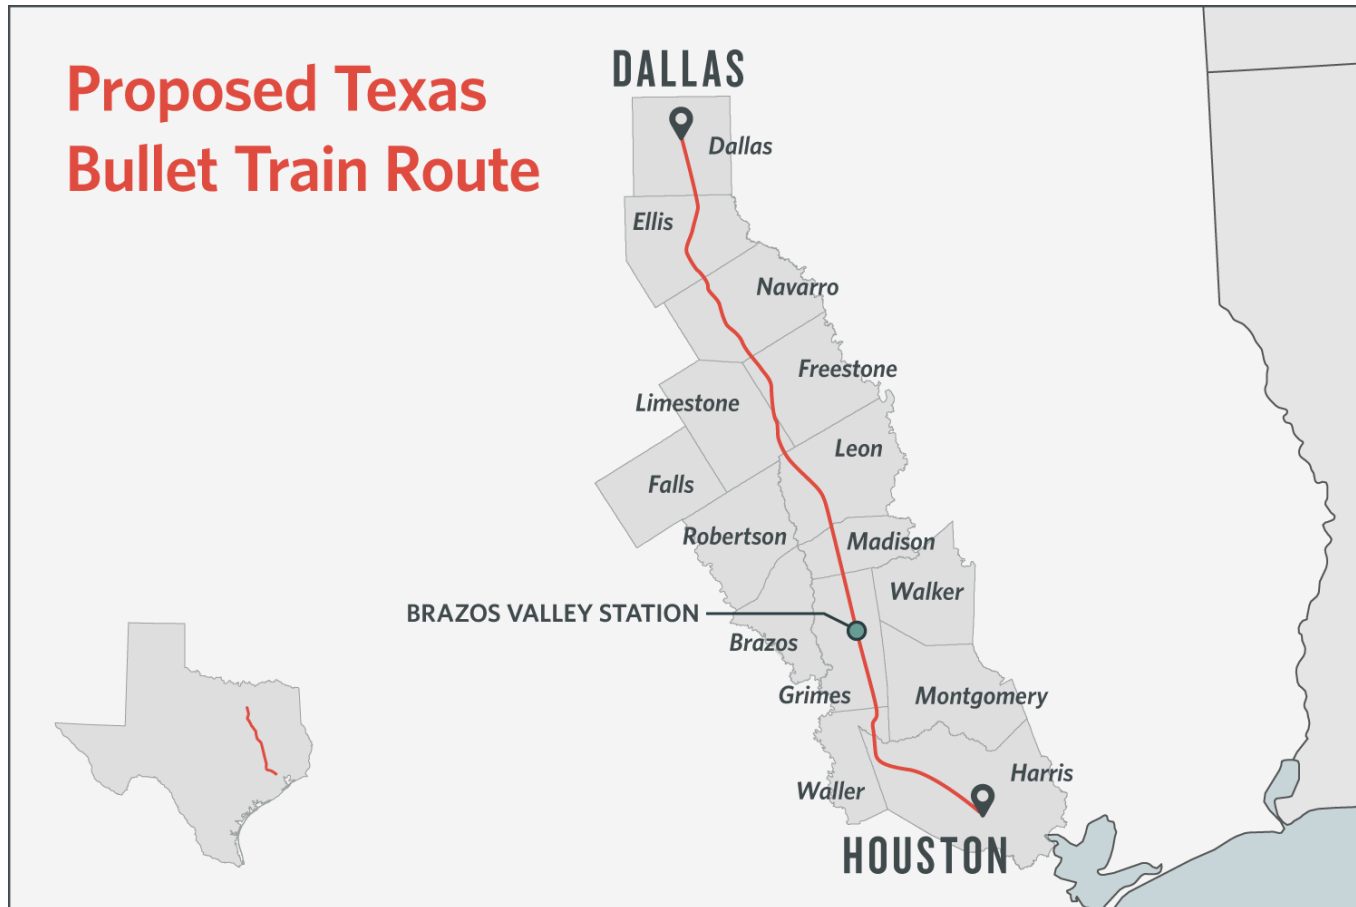 Proposed Texas
Bullet Train Route
DALLAS
Dallas
Ellis
Navarro
Freestone
Limestone
Leon
Falls
Robertson
Madison
Walker
BRAZOS VALLEY STATION
Brazos
Grimes
Montgomery
Harris
Waller
HOUSTON